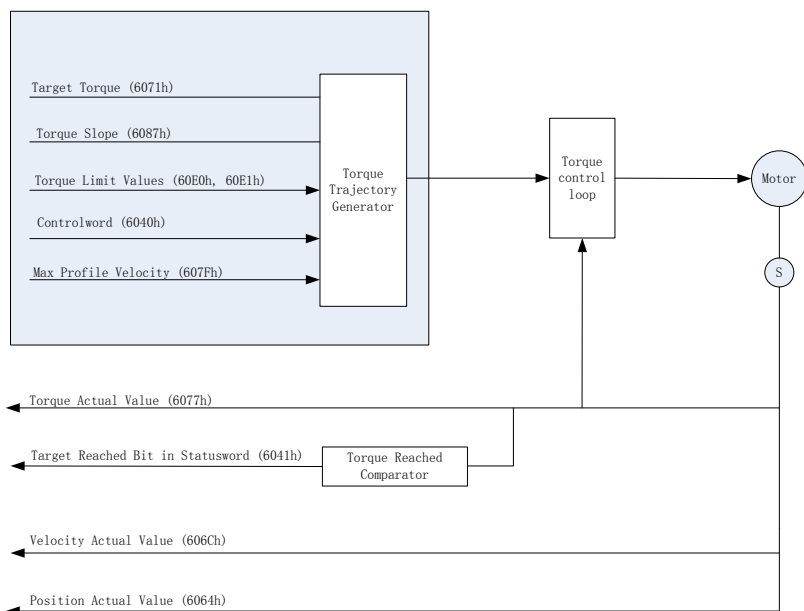 Target Torque (6071h)
Torque Slope (6087h)
Torque Limit Values (60E0h, 60E1h)
Controlword (6040h)
Max Profile Velocity (607Fh)
Torque
Trajectory
Generator
Torque
control
loop
Motor
S
Torque Actual Value (6077h)
Target Reached Bit in Statusword (6041h)
Torque Reached
Comparator
Velocity Actual Value (606Ch)
Position Actual Value (6064h)